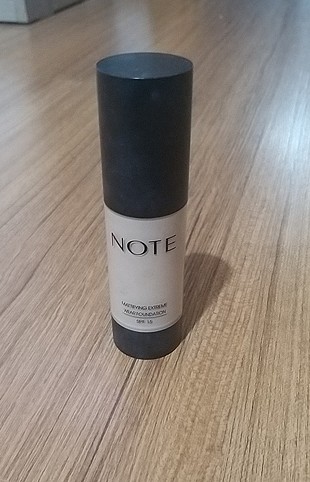 NOTE
MATTIFYING EXTREME
WEAR FOUNDATION
SPF 15